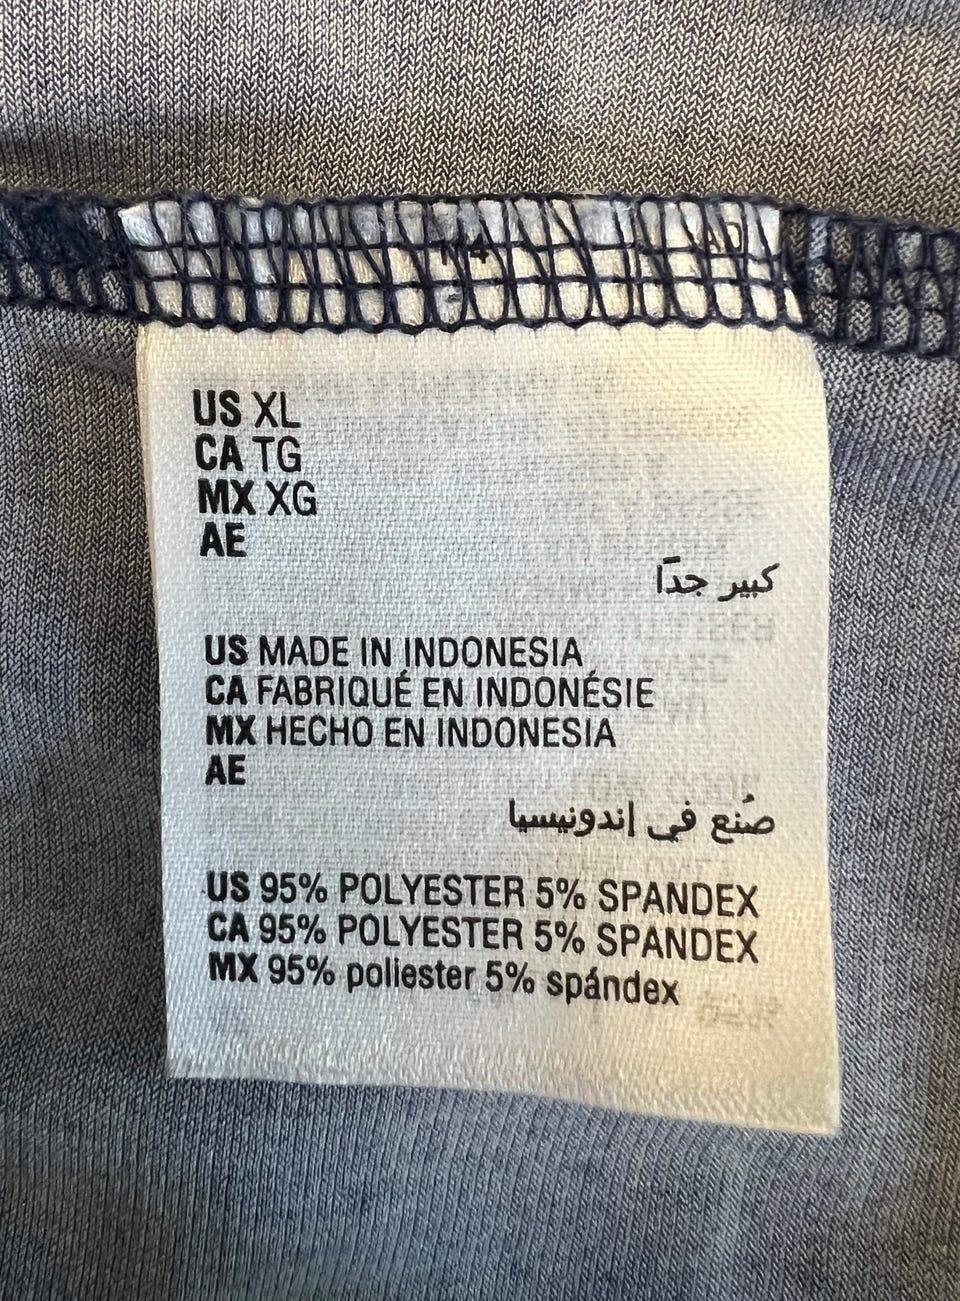 US XL
CA TG
MX XG
AE
كبير جدًا
US MADE IN INDONESIA
CA FABRIQUÉ EN INDONÉSIE
MX HECHO EN INDONESIA
AE
صُنع في إندونيسيا
US 95% POLYESTER 5% SPANDEX
CA 95% POLYESTER 5% SPANDEX
MX 95% poliester 5% spándex